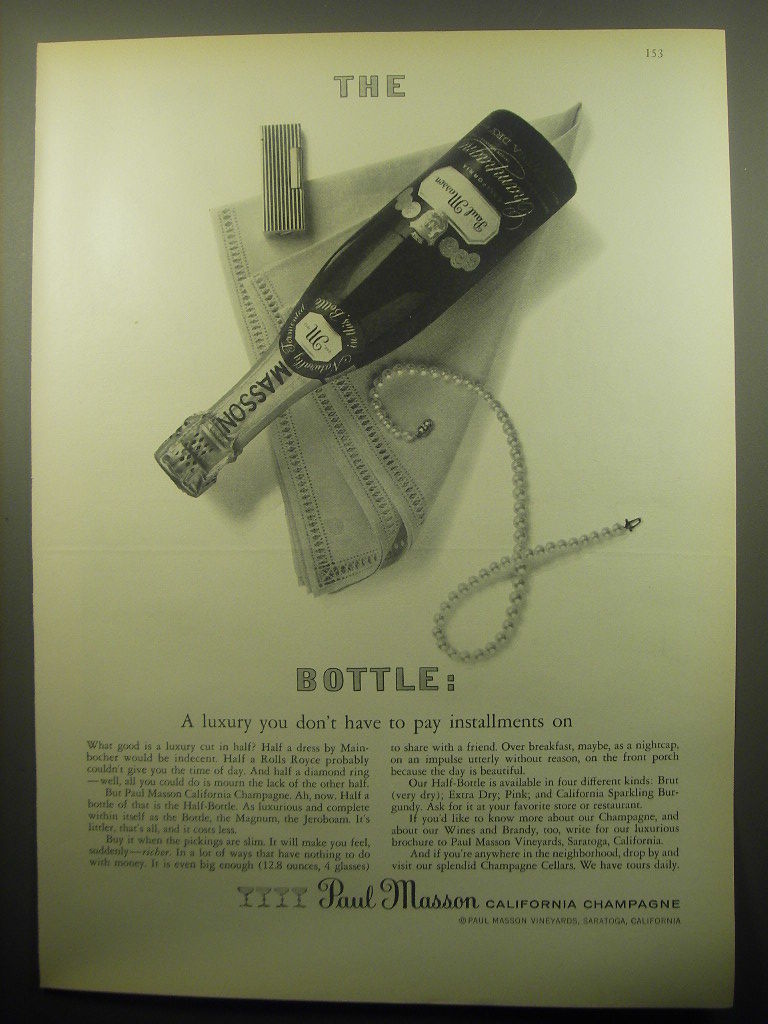 153
THE
Champagne
CALIFORNIA
Paul Masson
Naturally Fermented
in this Bottle
M
MASSON
BOTTLE:
A luxury you don't have to pay installments on
What good is a luxury cut in half? Half a dress by Main-
bocher would be indecent. Half a Rolls Royce probably
couldn't give you the time of day. And half a diamond ring
—well, all you could do is mourn the lack of the other half.
But Paul Masson California Champagne. Ah, now. Half a
bottle of that is the Half-Bottle. As luxurious and complete
within itself as the Bottle, the Magnum, the Jeroboam. It's
littler, that's all, and it costs less.
Buy it when the pickings are slim. It will make you feel,
suddenly—richer. In a lot of ways that have nothing to do
with money. It is even big enough (12.8 ounces, 4 glasses)
to share with a friend. Over breakfast, maybe, as a nightcap,
on an impulse utterly without reason, on the front porch
because the day is beautiful.
Our Half-Bottle is available in four different kinds: Brut
(very dry); Extra Dry; Pink; and California Sparkling Bur-
gundy. Ask for it at your favorite store or restaurant.
If you'd like to know more about our Champagne, and
about our Wines and Brandy, too, write for our luxurious
brochure to Paul Masson Vineyards, Saratoga, California.
And if you're anywhere in the neighborhood, drop by and
visit our splendid Champagne Cellars. We have tours daily.
Paul Masson CALIFORNIA CHAMPAGNE
© PAUL MASSON VINEYARDS, SARATOGA, CALIFORNIA